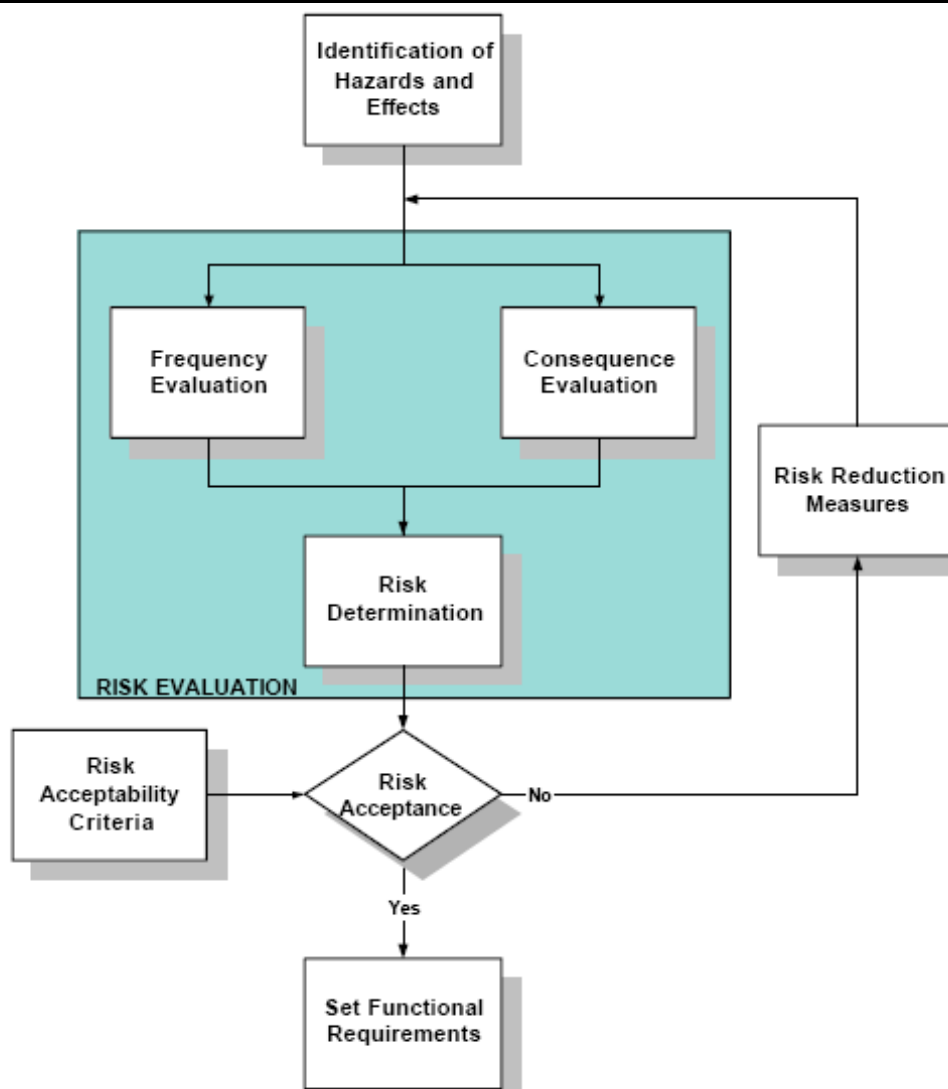 Identification of
Hazards and
Effects
Frequency
Evaluation
Consequence
Evaluation
Risk Reduction
Measures
Risk
Determination
RISK EVALUATION
Risk
Acceptability
Criteria
Risk
Acceptance
No
Yes
Set Functional
Requirements